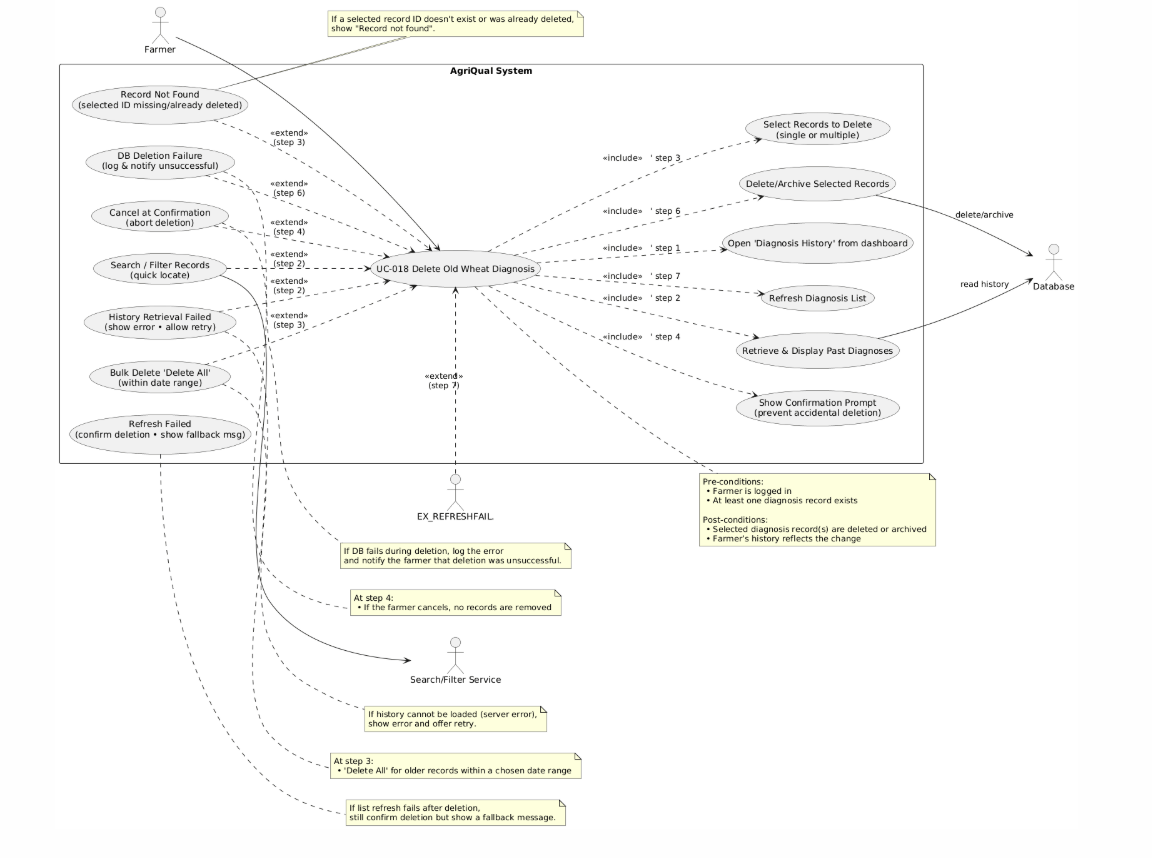 If a selected record ID doesn't exist or was already deleted,
show "Record not found".
Farmer
AgriQual System
Record Not Found
(selected ID missing/already deleted)
DB Deletion Failure
(log & notify unsuccessful)
Cancel at Confirmation
(abort deletion)
Search / Filter Records
(quick locate)
History Retrieval Failed
(show error • allow retry)
Bulk Delete 'Delete All'
(within date range)
Refresh Failed
(confirm deletion • show fallback msg)
«extend»
(step 3)
«extend»
(step 6)
«extend»
(step 4)
«extend»
(step 2)
«extend»
(step 2)
«extend»
(step 3)
UC-018 Delete Old Wheat Diagnosis
«extend»
(step 7)
«include» ' step 3
«include» ' step 6
«include» ' step 1
«include» ' step 7
«include» ' step 2
«include» ' step 4
Select Records to Delete
(single or multiple)
Delete/Archive Selected Records
Open 'Diagnosis History' from dashboard
Refresh Diagnosis List
Retrieve & Display Past Diagnoses
Show Confirmation Prompt
(prevent accidental deletion)
delete/archive
read history
Database
EX_REFRESHFAIL.
Pre-conditions:
• Farmer is logged in
• At least one diagnosis record exists
Post-conditions:
• Selected diagnosis record(s) are deleted or archived
• Farmer's history reflects the change
If DB fails during deletion, log the error
and notify the farmer that deletion was unsuccessful.
At step 4:
• If the farmer cancels, no records are removed
Search/Filter Service
If history cannot be loaded (server error),
show error and offer retry.
At step 3:
• 'Delete All' for older records within a chosen date range
If list refresh fails after deletion,
still confirm deletion but show a fallback message.